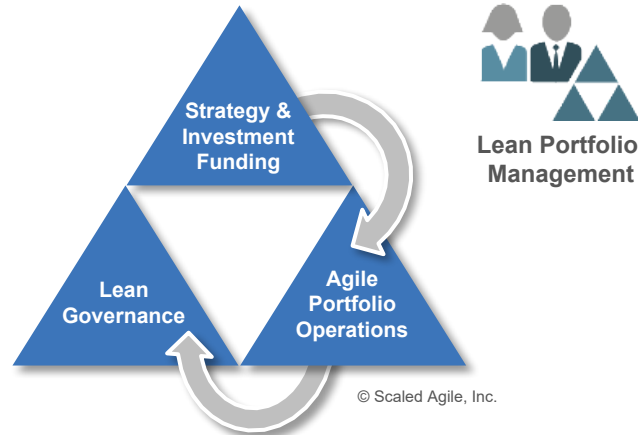 Strategy &
Investment
Funding
Lean Portfolio
Management
Lean
Governance
Agile
Portfolio
Operations
© Scaled Agile, Inc.